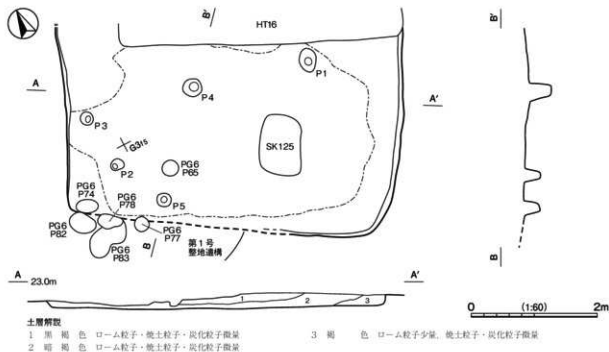 B'
HT16
B'
P1
P4
A
A'
P3
G3i5
SK125
P2
PG6
P65
PG6
P74
PG6
P78
P5
PG6
P82
PG6
P83
B
PG6
P77
第1号
整地遺構
B
A 23.0m
A'
1
2
3
0 (1:60) 2m
土層解説
1 黒褐色 ローム粒子・焼土粒子・炭化粒子微量
3 褐色 ローム粒子少量,焼土粒子・炭化粒子微量
2 暗褐色 ローム粒子・焼土粒子・炭化粒子微量